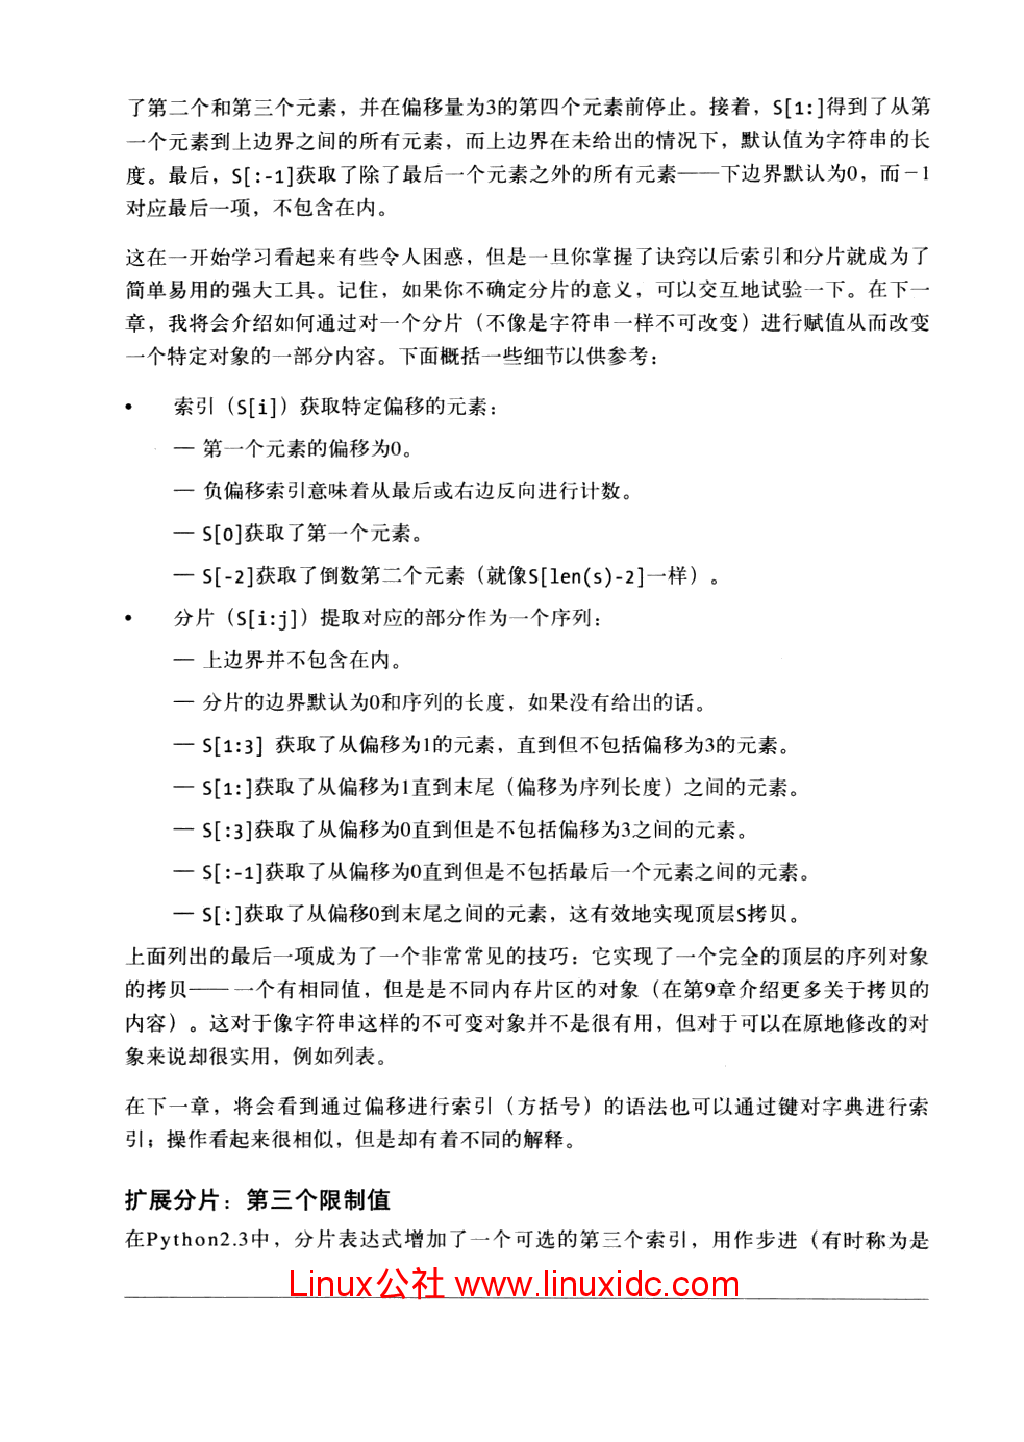 了第二个和第三个元素，并在偏移量为3的第四个元素前停止。接着，S[1:]得到了从第
一个元素到上边界之间的所有元素，而上边界在未给出的情况下，默认值为字符串的长
度。最后，S[:-1]获取了除了最后一个元素之外的所有元素——下边界默认为0，而－1
对应最后一项，不包含在内。
这在一开始学习看起来有些令人困惑，但是一旦你掌握了诀窍以后索引和分片就成为了
简单易用的强大工具。记住，如果你不确定分片的意义，可以交互地试验一下。在下一
章，我将会介绍如何通过对一个分片（不像是字符串一样不可改变）进行赋值从而改变
一个特定对象的一部分内容。下面概括一些细节以供参考：
• 索引（S[i]）获取特定偏移的元素：
— 第一个元素的偏移为0。
— 负偏移索引意味着从最后或右边反向进行计数。
— S[0]获取了第一个元素。
— S[-2]获取了倒数第二个元素（就像S[len(s)-2]一样）。
• 分片（S[i:j]）提取对应的部分作为一个序列：
— 上边界并不包含在内。
— 分片的边界默认为0和序列的长度，如果没有给出的话。
— S[1:3] 获取了从偏移为1的元素，直到但不包括偏移为3的元素。
— S[1:]获取了从偏移为1直到末尾（偏移为序列长度）之间的元素。
— S[:3]获取了从偏移为0直到但是不包括偏移为3之间的元素。
— S[:-1]获取了从偏移为0直到但是不包括最后一个元素之间的元素。
— S[:]获取了从偏移0到末尾之间的元素，这有效地实现顶层S拷贝。
上面列出的最后一项成为了一个非常常见的技巧：它实现了一个完全的顶层的序列对象
的拷贝——一个有相同值，但是是不同内存片区的对象（在第9章介绍更多关于拷贝的
内容）。这对于像字符串这样的不可变对象并不是很有用，但对于可以在原地修改的对
象来说却很实用，例如列表。
在下一章，将会看到通过偏移进行索引（方括号）的语法也可以通过键对字典进行索
引；操作看起来很相似，但是却有着不同的解释。
扩展分片：第三个限制值
在Python2.3中，分片表达式增加了一个可选的第三个索引，用作步进（有时称为是
Linux公社 www.linuxidc.com